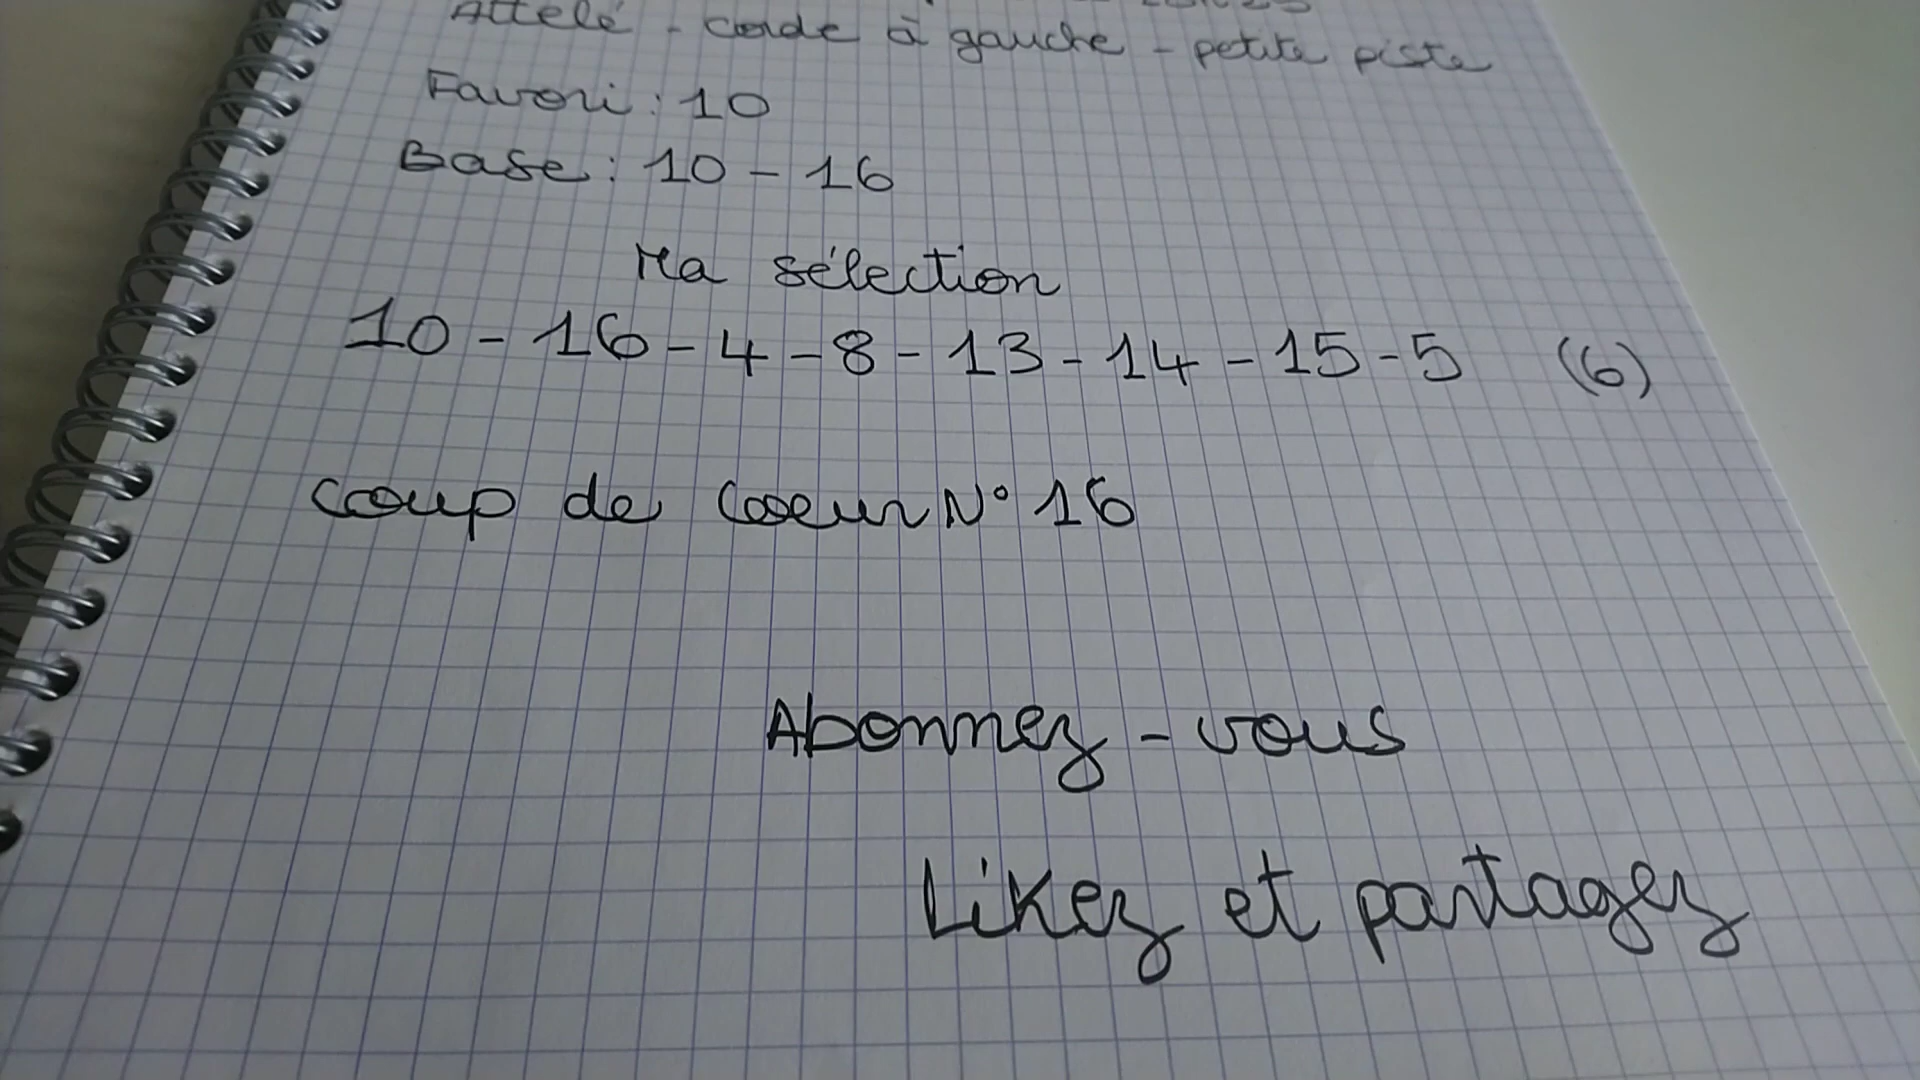 Attelé - corde à gauche - petite piste
Favori : 10
Base : 10 - 16
Ma sélection
10 - 16 - 4 - 8 - 13 - 14 - 15 - 5 (6)
coup de coeur N° 16
Abonnez - vous
Likez et partagez